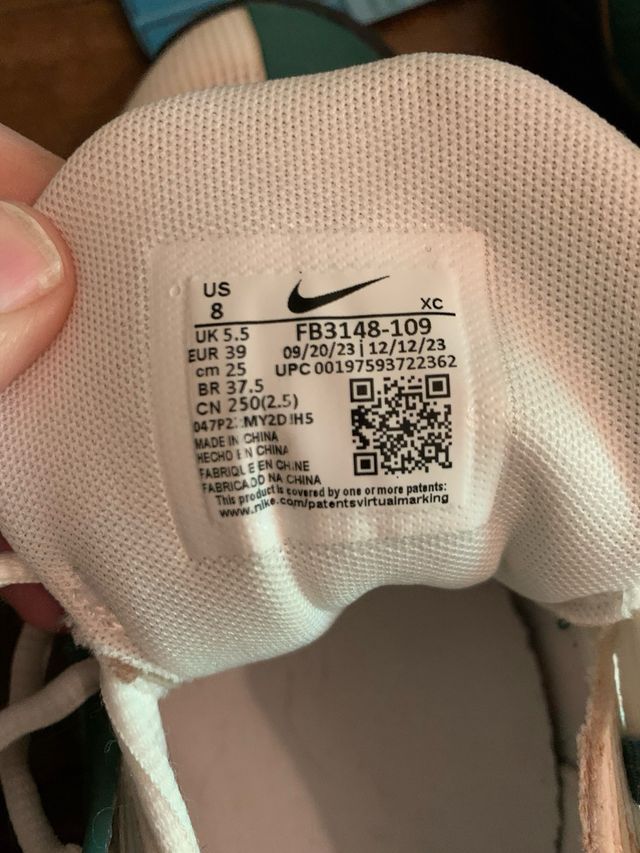 US
8
XC
UK 5.5
FB3148-109
EUR 39
09/20/23 | 12/12/23
cm 25
UPC 00197593722362
BR 37.5
CN 250(2.5)
MADE IN CHINA
HECHO EN CHINA
FABRIQUE EN CHINE
FABRICADO NA CHINA
This product is covered by one or more patents:
www.nike.com/patentsvirtualmarking